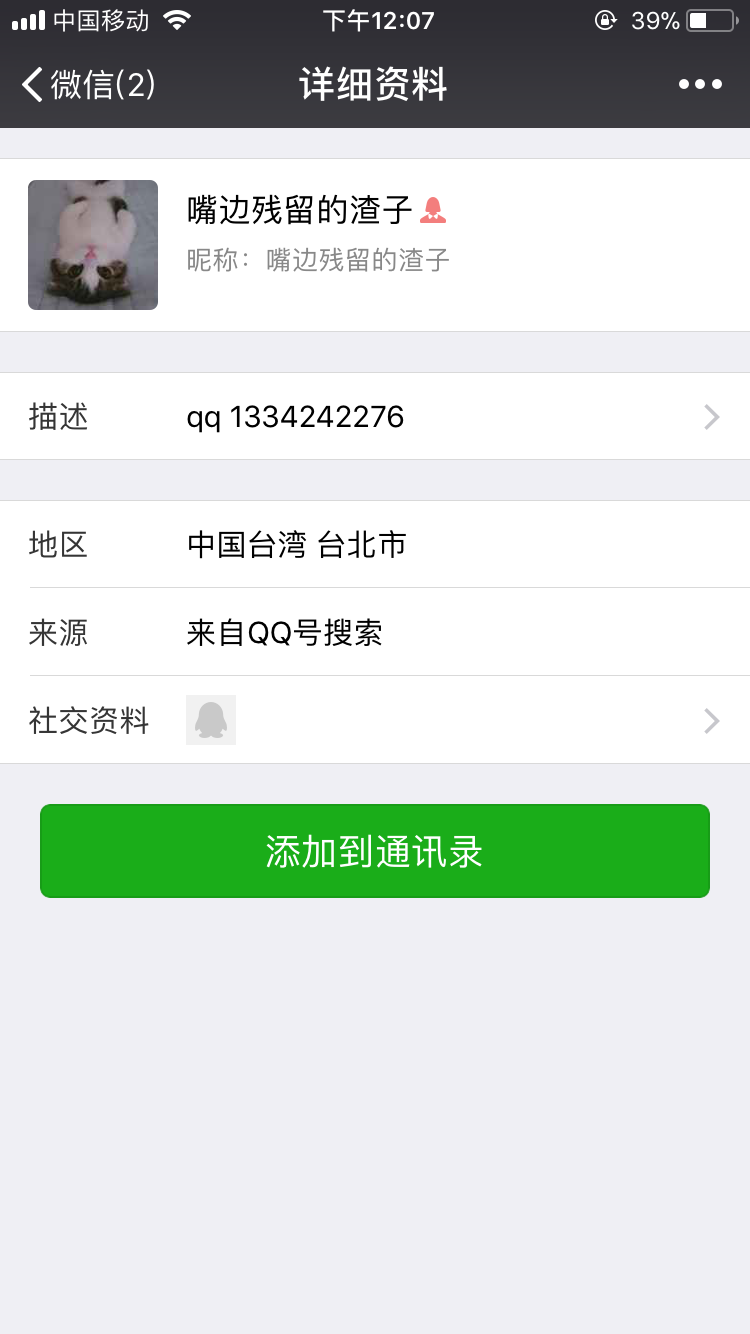 中国移动 下午12:07 39%
微信(2) 详细资料
嘴边残留的渣子
昵称：嘴边残留的渣子
描述 qq 1334242276
地区 中国台湾 台北市
来源 来自QQ号搜索
社交资料
添加到通讯录